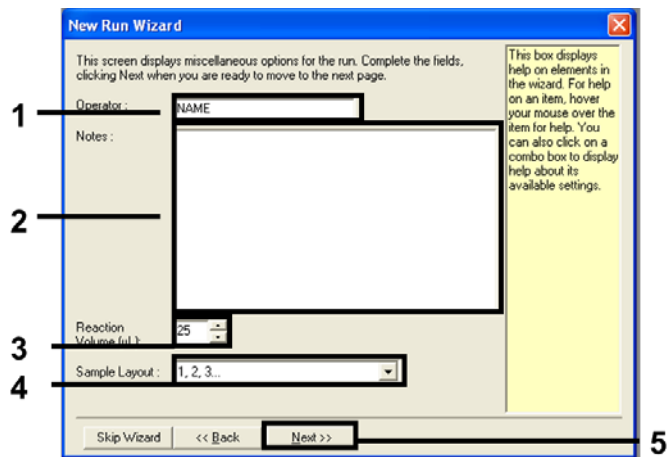 New Run Wizard
This screen displays miscellaneous options for the run. Complete the fields,
clicking Next when you are ready to move to the next page.
This box displays
help on elements in
the wizard. For help
on an item, hover
your mouse over the
item for help. You
can also click on a
combo box to display
help about its
available settings.
1
Operator :
NAME
Notes :
2
Reaction
Volume (µL):
25
3
Sample Layout :
1, 2, 3...
4
Skip Wizard
<< Back
Next >>
5